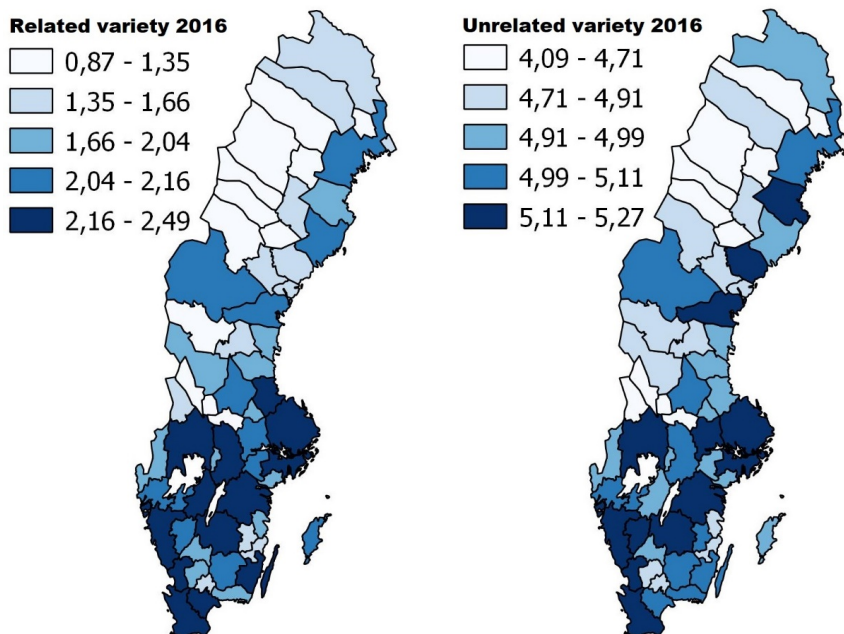 Related variety 2016
0,87 - 1,35
1,35 - 1,66
1,66 - 2,04
2,04 - 2,16
2,16 - 2,49
Unrelated variety 2016
4,09 - 4,71
4,71 - 4,91
4,91 - 4,99
4,99 - 5,11
5,11 - 5,27